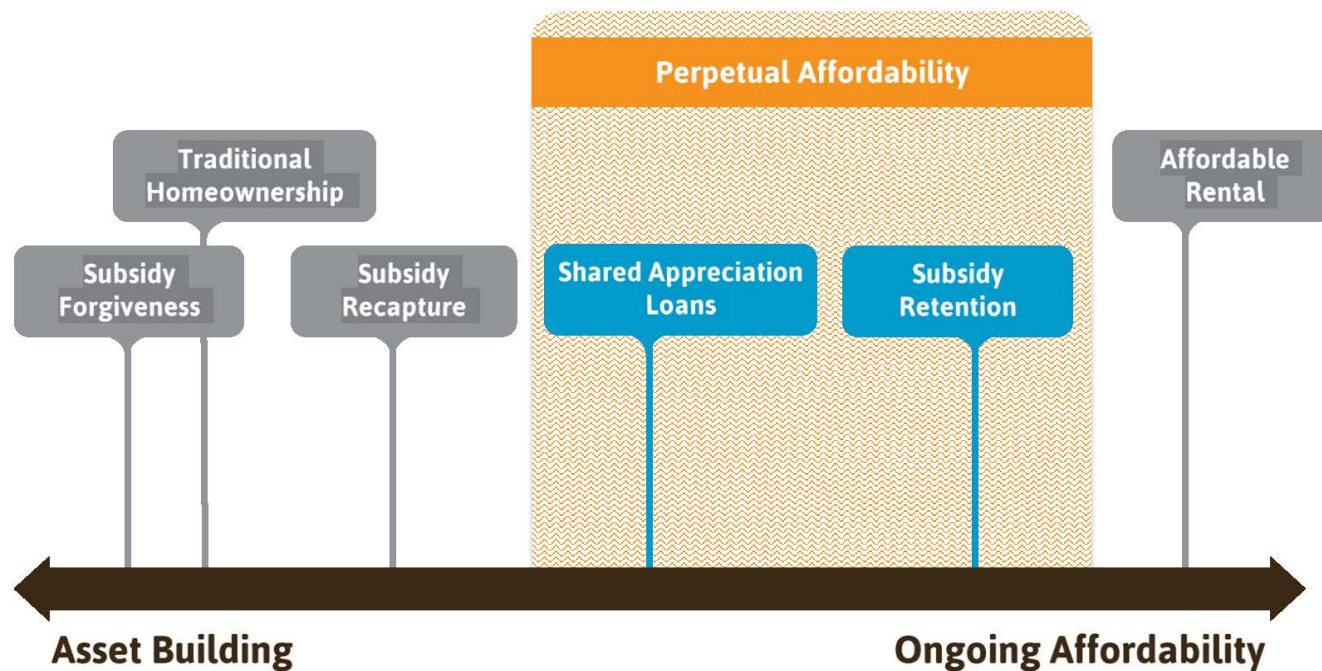 Perpetual Affordability
Traditional
Homeownership
Affordable
Rental
Subsidy
Forgiveness
Subsidy
Recapture
Shared Appreciation
Loans
Subsidy
Retention
Asset Building
Ongoing Affordability